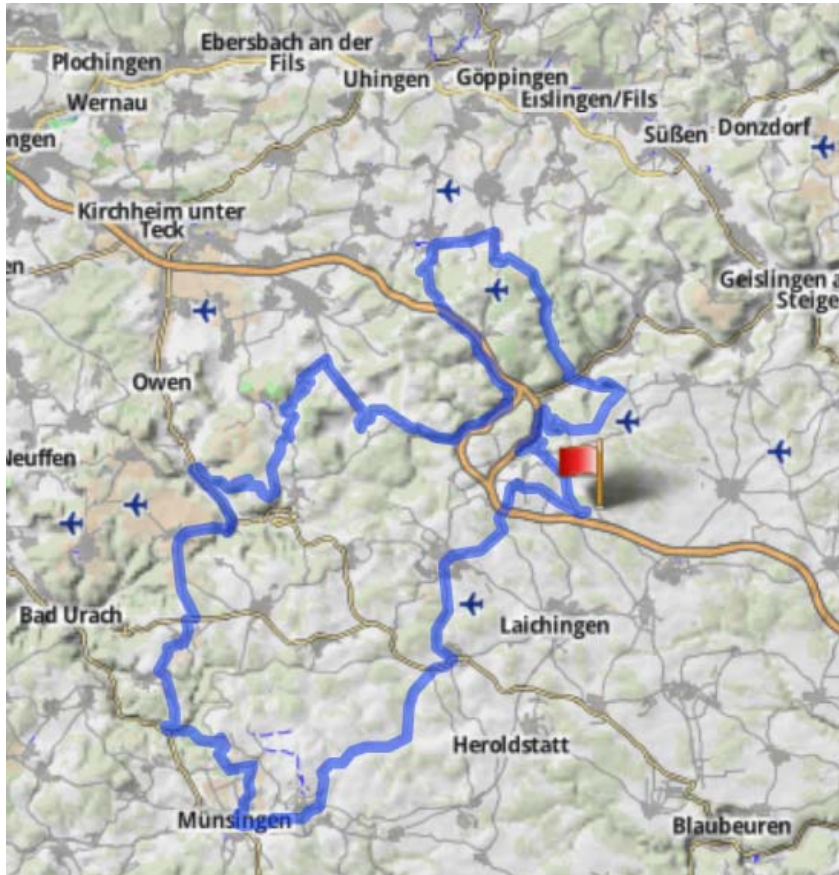 Ebersbach an der
Fils
Plochingen
Uhingen
Göppingen
Wernau
Eislingen/Fils
ngen
Süßen
Donzdorf
Kirchheim unter
Teck
en
Geislingen a
Steige
Owen
Neuffen
Bad Urach
Laichingen
Heroldstatt
Münsingen
Blaubeuren